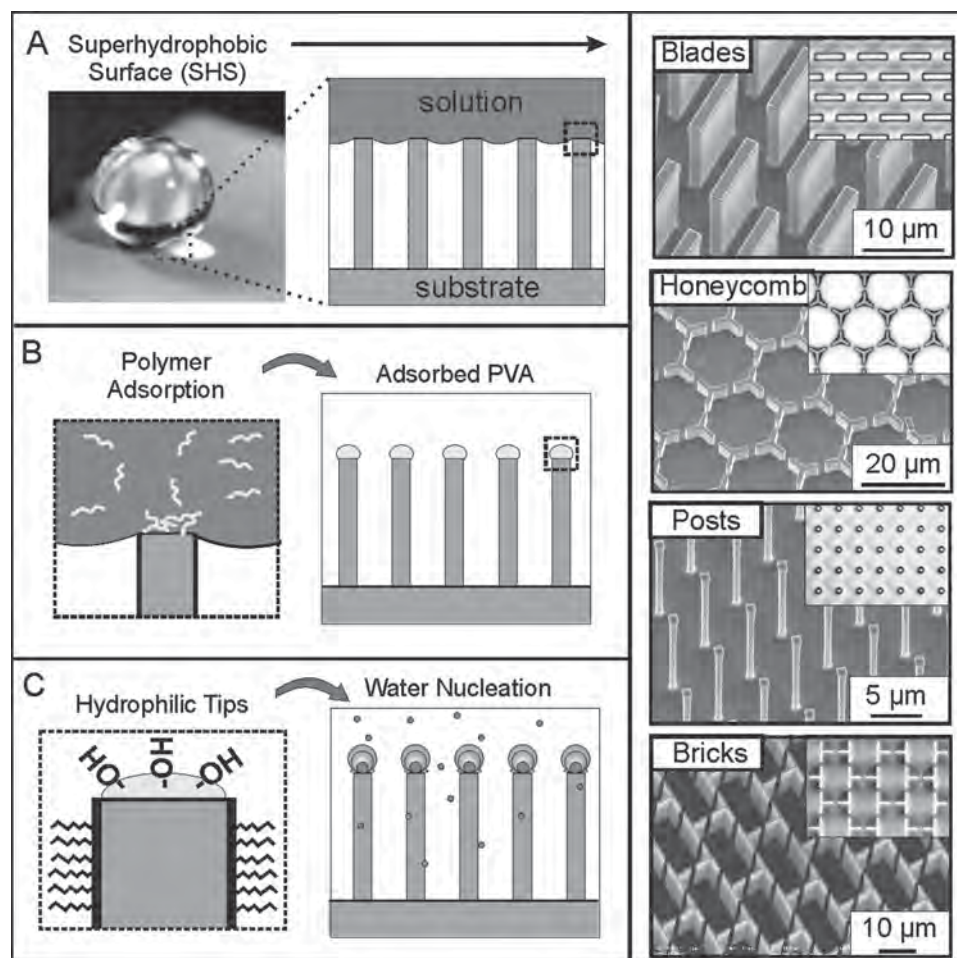 A
Superhydrophobic
Surface (SHS)
solution
substrate
B
Polymer
Adsorption
Adsorbed PVA
C
Hydrophilic Tips
Water Nucleation
HO
HO
OH
Blades
10 µm
Honeycomb
20 µm
Posts
5 µm
Bricks
10 µm